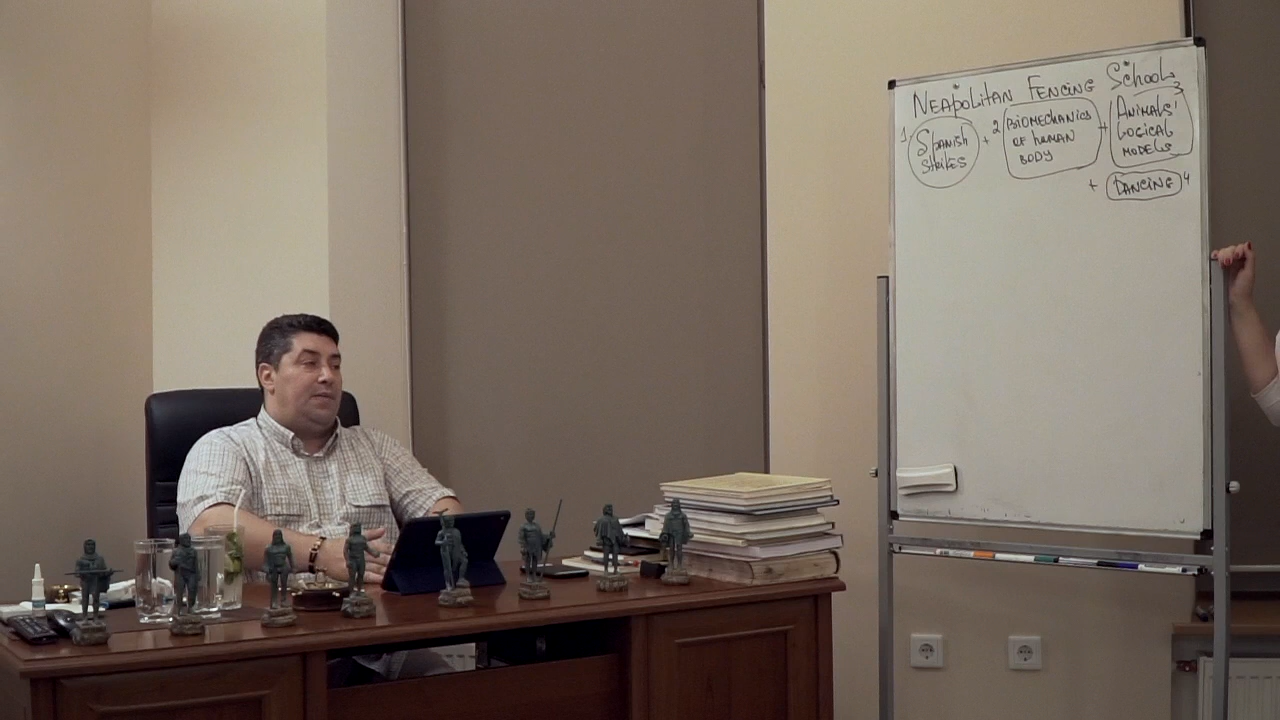 NEAPOLITAN FENCING SCHOOL
1 SPANISH STRIKES + 2 BIOMECHANICS OF HUMAN BODY + 3 ANIMALS' LOGICAL MODELS
+ DANCING 4